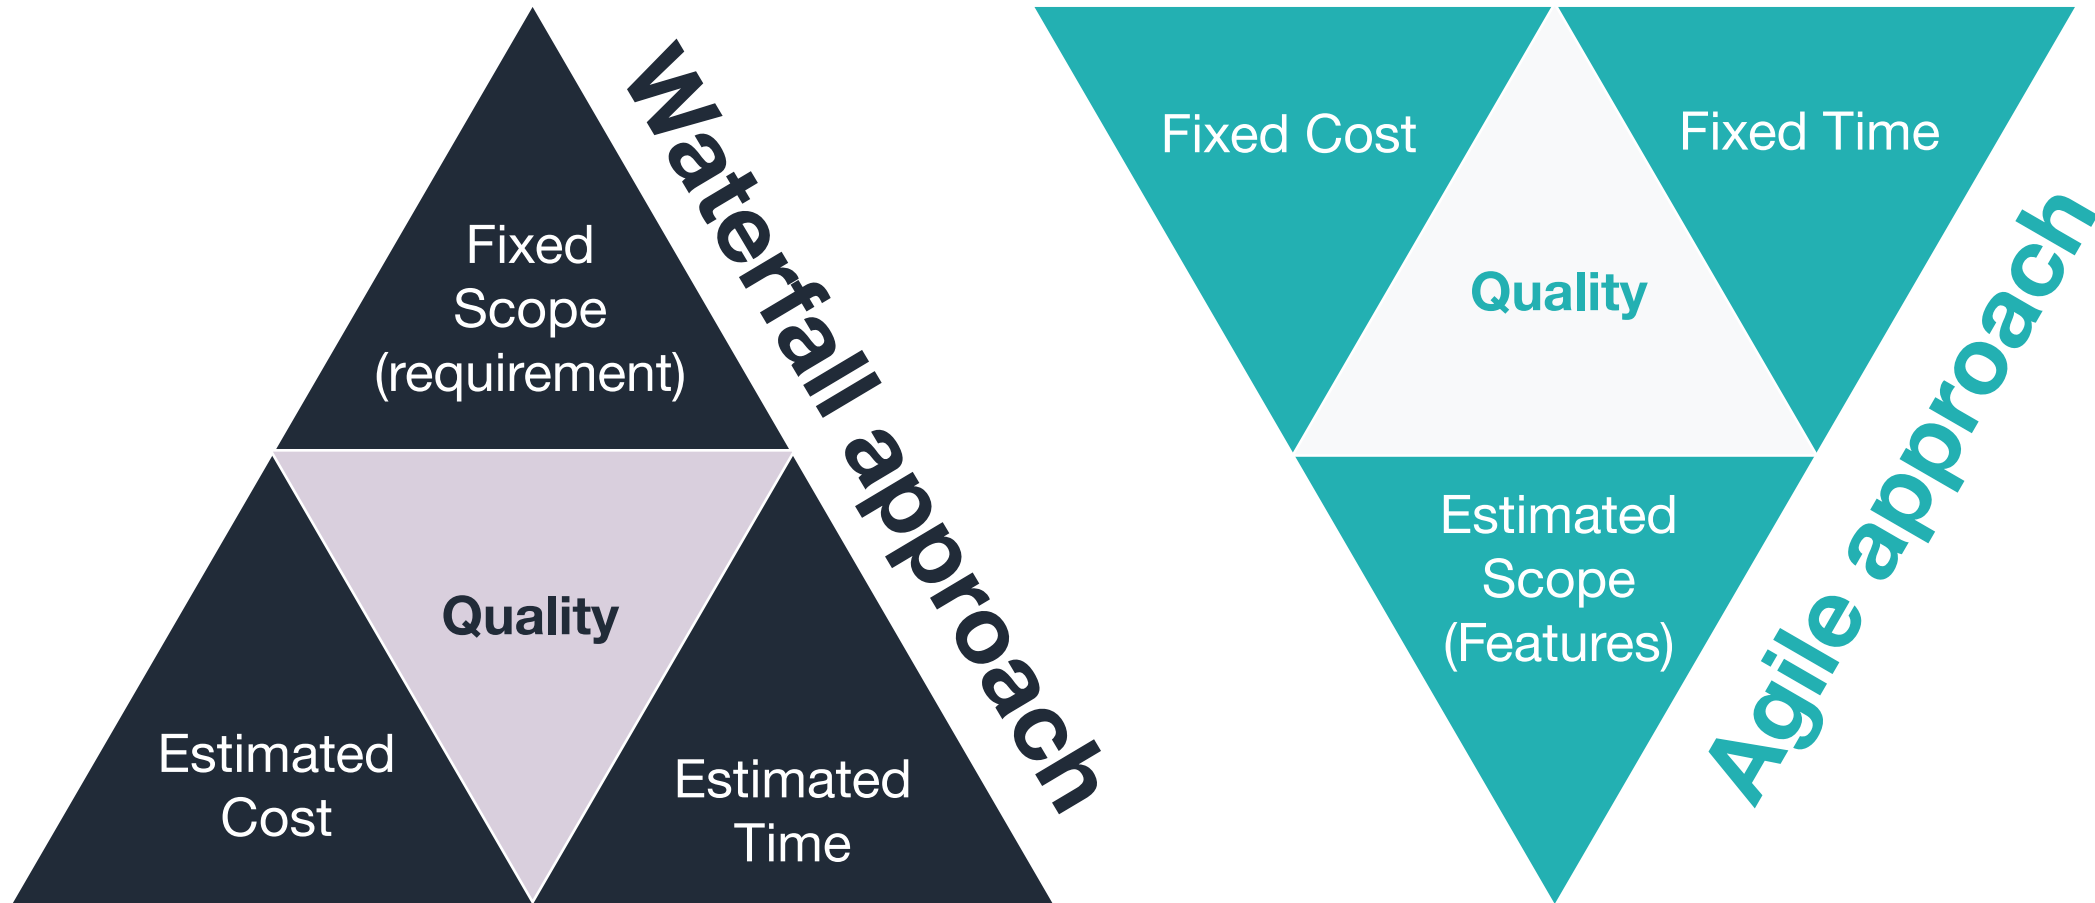 Fixed
Scope
(requirement)
Quality
Estimated
Cost
Estimated
Time
Waterfall approach
Fixed Cost
Fixed Time
Quality
Estimated
Scope
(Features)
Agile approach